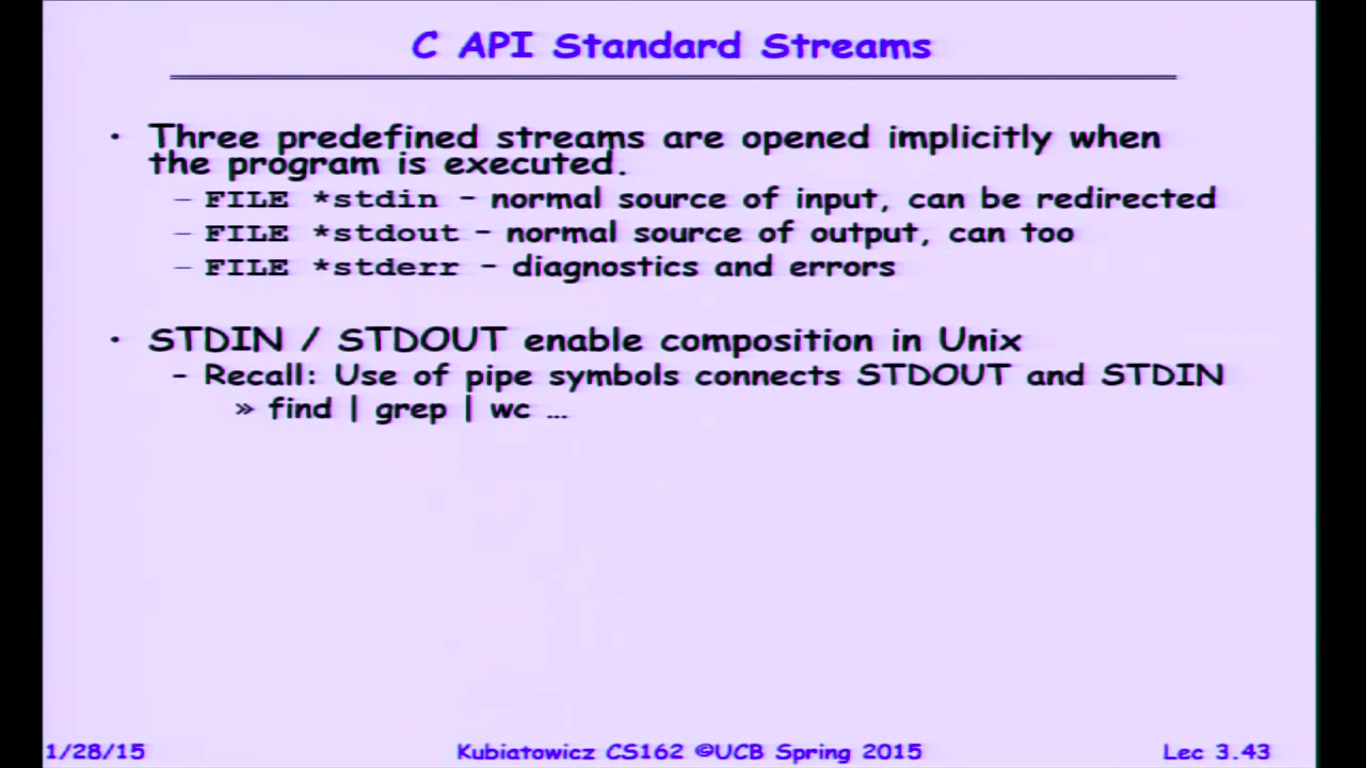 C API Standard Streams
• Three predefined streams are opened implicitly when
the program is executed.
– FILE *stdin – normal source of input, can be redirected
– FILE *stdout – normal source of output, can too
– FILE *stderr – diagnostics and errors
• STDIN / STDOUT enable composition in Unix
– Recall: Use of pipe symbols connects STDOUT and STDIN
» find | grep | wc …
1/28/15 Kubiatowicz CS162 ©UCB Spring 2015 Lec 3.43